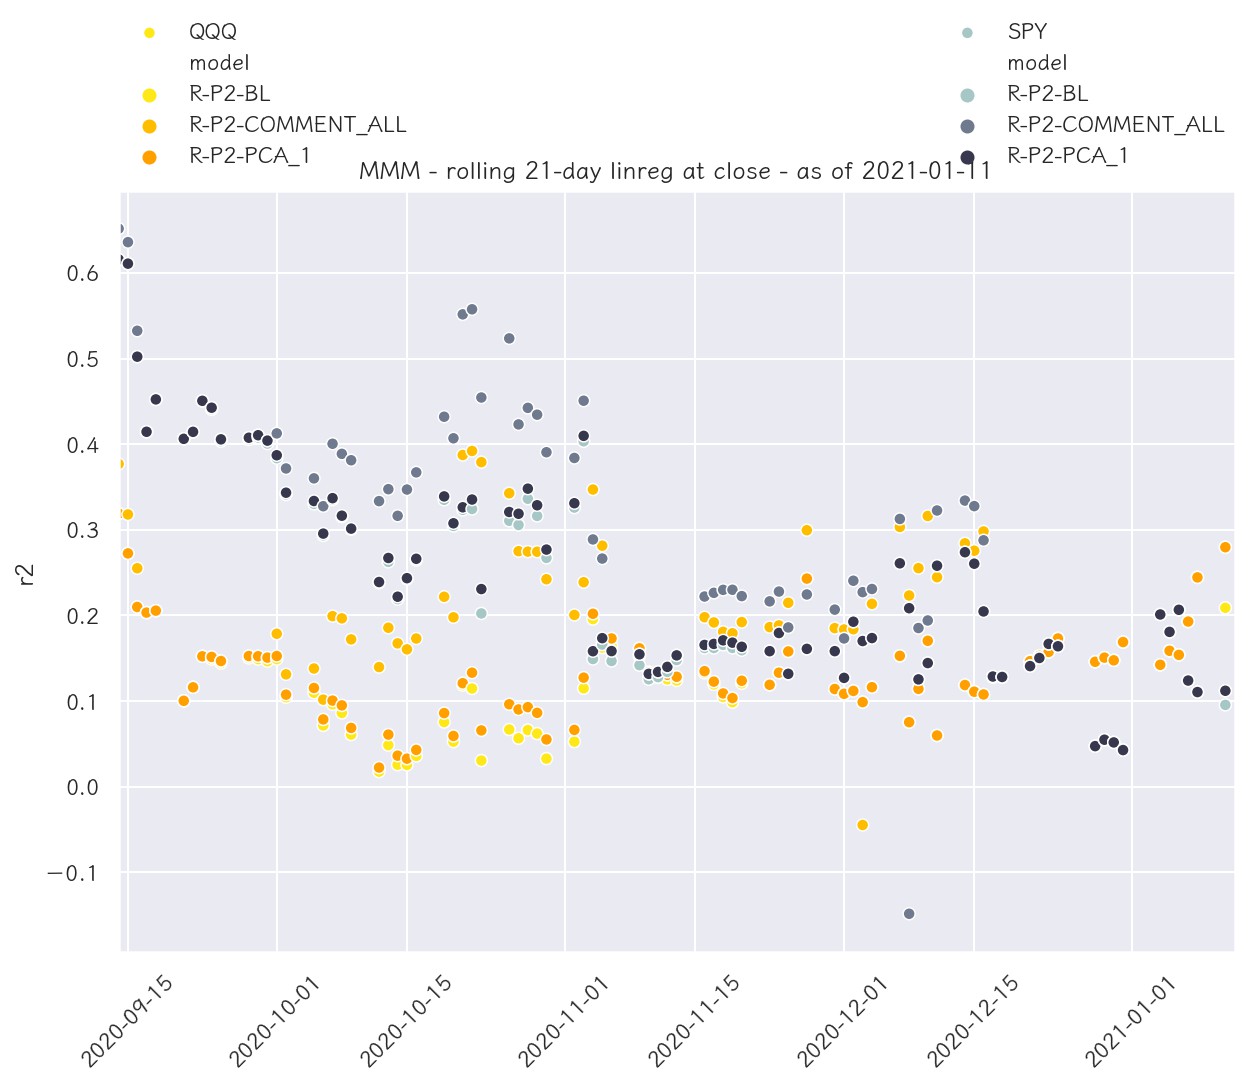 QQQ
model
R-P2-BL
R-P2-COMMENT_ALL
R-P2-PCA_1
SPY
model
R-P2-BL
R-P2-COMMENT_ALL
R-P2-PCA_1
MMM - rolling 21-day linreg at close - as of 2021-01-11
r2
0.6
0.5
0.4
0.3
0.2
0.1
0.0
−0.1
2020-09-15
2020-10-01
2020-10-15
2020-11-01
2020-11-15
2020-12-01
2020-12-15
2021-01-01